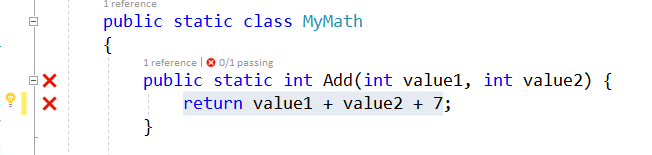 1 reference
public static class MyMath
{
1 reference | 0/1 passing
public static int Add(int value1, int value2) {
return value1 + value2 + 7;
}